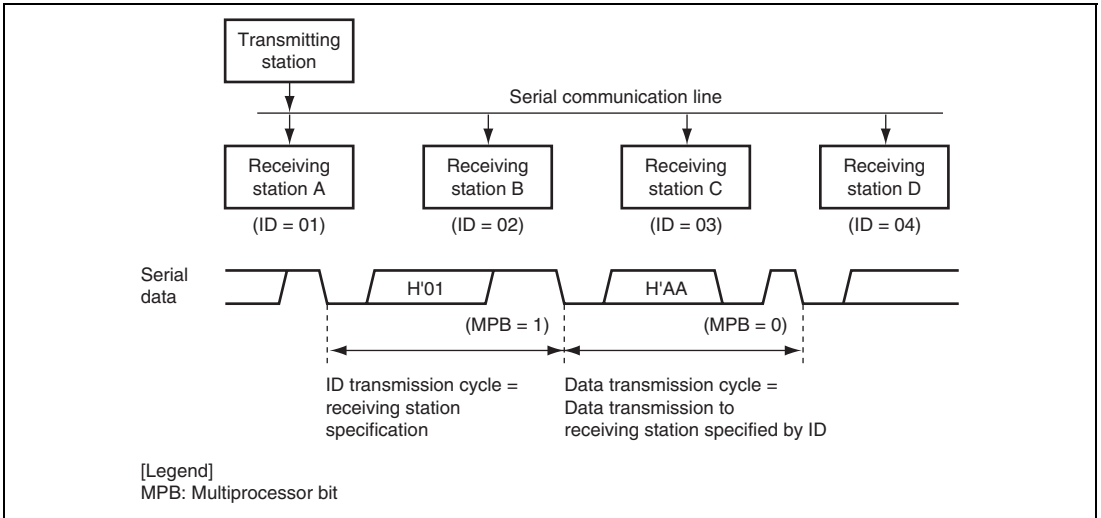 Transmitting
station
Serial communication line
Receiving
station A
Receiving
station B
Receiving
station C
Receiving
station D
(ID = 01)
(ID = 02)
(ID = 03)
(ID = 04)
Serial
data
H'01
H'AA
(MPB = 1)
(MPB = 0)
ID transmission cycle =
receiving station
specification
Data transmission cycle =
Data transmission to
receiving station specified by ID
[Legend]
MPB: Multiprocessor bit